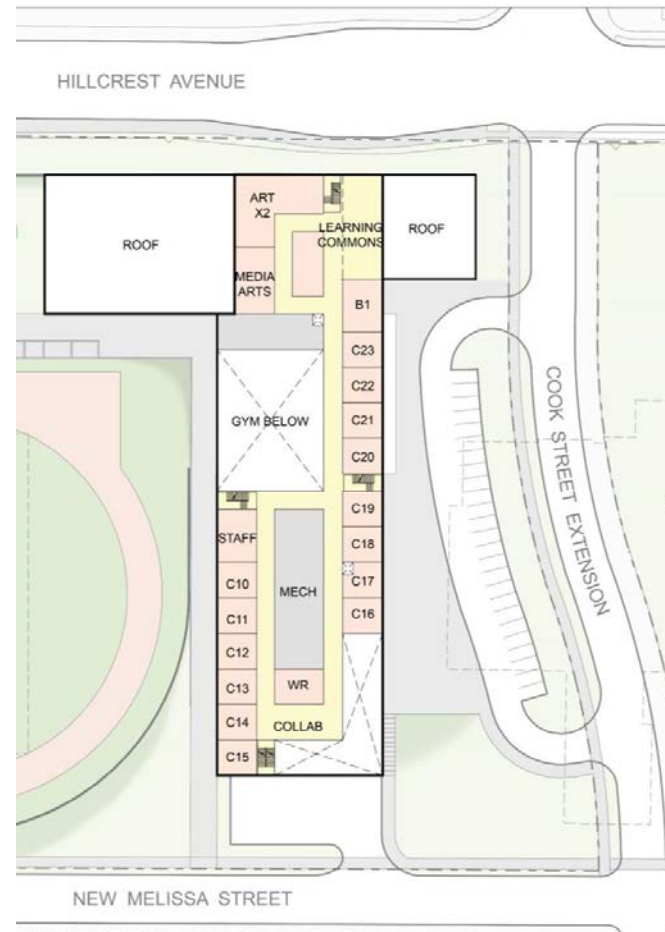 HILLCREST AVENUE
ART
X2
LEARNING
COMMONS
ROOF
ROOF
MEDIA
ARTS
B1
C23
C22
GYM BELOW
C21
C20
COOK STREET EXTENSION
C19
STAFF
C18
C10
MECH
C17
C11
C16
C12
C13
WR
C14
COLLAB
C15
NEW MELISSA STREET